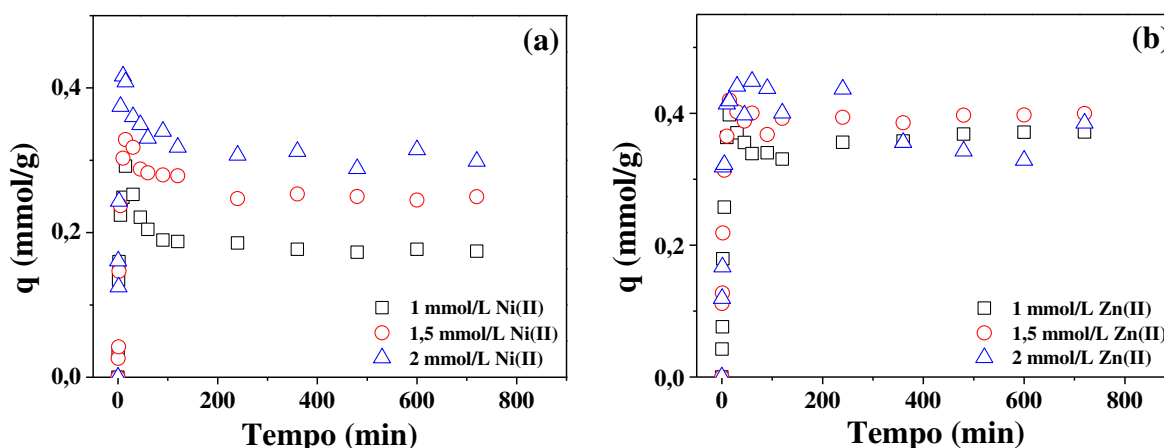 (a)
q (mmol/g)
0,4
0,2
0,0
1 mmol/L Ni(II)
1,5 mmol/L Ni(II)
2 mmol/L Ni(II)
0 200 400 600 800
Tempo (min)
(b)
q (mmol/g)
0,4
0,2
0,0
1 mmol/L Zn(II)
1,5 mmol/L Zn(II)
2 mmol/L Zn(II)
0 200 400 600 800
Tempo (min)